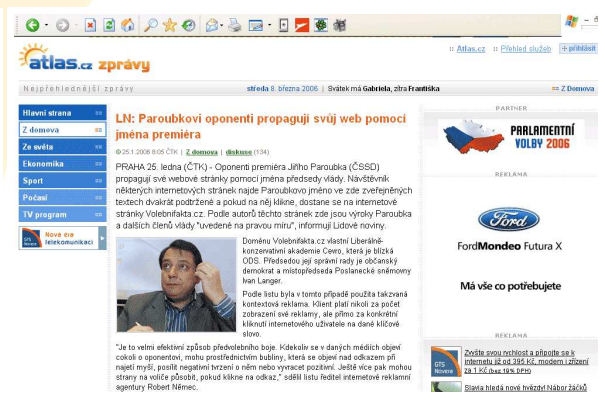 :: Atlas.cz :: Přehled služeb
přihlásit
atlas.cz zprávy
Nejpřehlednější zprávy
středa 8. března 2006 | Svátek má Gabriela, zítra Františka
Z Domova
Hlavní strana
Z domova
Ze světa
Ekonomika
Sport
Počasí
TV program
GTS Novera
Nová éra telekomunikací
LN: Paroubkovi oponenti propagují svůj web pomocí
jména premiéra
25.1.2006 8:05 ČTK | Z domova | diskuse (134)
PRAHA 25. ledna (ČTK) - Oponenti premiéra Jiřího Paroubka (ČSSD)
propagují své webové stránky pomocí jména předsedy vlády. Návštěvník
některých internetových stránek najde Paroubkovo jméno ve zde zveřejněných
textech dvakrát podtržené a pokud na něj klikne, dostane se na internetové
stránky Volebnifakta.cz. Podle autorů těchto stránek zde jsou výroky Paroubka
a dalších členů vlády "uvedené na pravou míru", informují Lidové noviny.
Doménu Volebnifakta.cz vlastní Liberálně-
konzervativní akademie Cevro, která je blízká
ODS. Předsedou její správní rady je občanský
demokrat a místopředseda Poslanecké sněmovny
Ivan Langer.
Podle listu byla v tomto případě použita takzvaná
kontextová reklama. Klient platí nikoli za počet
zobrazení své reklamy, ale přímo za konkrétní
kliknutí internetového uživatele na dané klíčové
slovo.
"Je to velmi efektivní způsob předvolebního boje. Kdekoliv se v daných médiích objeví
cokoli o oponentovi, mohu prostřednictvím bubliny, která se objeví nad odkazem při
najetí myší, posílit negativní tvrzení o něm nebo vyvracet pozitivní. Ještě více pak mohou
strany na voliče působit, pokud klikne na odkaz," sdělil listu ředitel internetové reklamní
agentury Robert Němec.
PARTNER
PARLAMENTNÍ
VOLBY 2006
REKLAMA
Ford
FordMondeo Futura X
Má vše co potřebujete
REKLAMA
GTS
Novera
Zvyšte svou rychlost a připojte se k
internetu již od 395 Kč, modem i zřízení
za 1 Kč (bez 19% DPH)
Slavia hledá nové hvězdy! Nábor žáčků